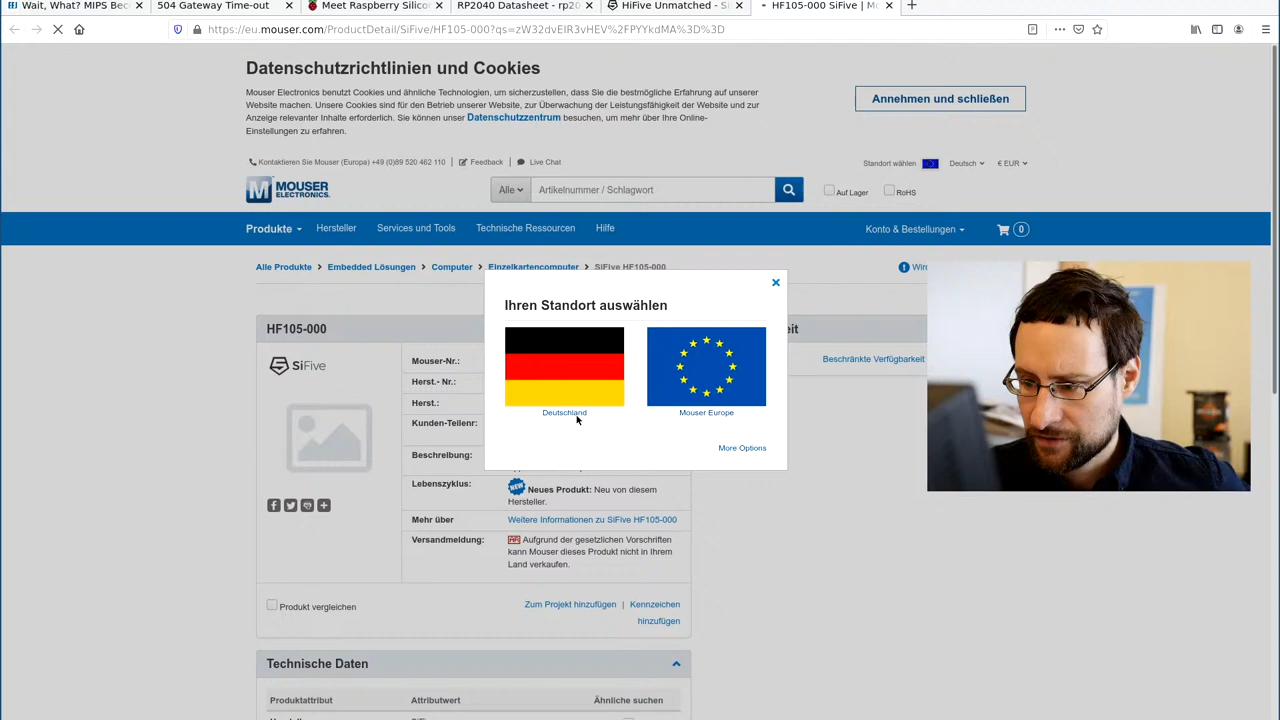 Wait, What? MIPS Bec
504 Gateway Time-out
Meet Raspberry Silico
RP2040 Datasheet - rp20
HiFive Unmatched - Si
HF105-000 SiFive | Mo
https://eu.mouser.com/ProductDetail/SiFive/HF105-000?qs=zW32dvEIR3vHEV%2FPYYkdMA%3D%3D
Datenschutzrichtlinien und Cookies
Mouser Electronics benutzt Cookies und ähnliche Technologien, um sicherzustellen, dass Sie die bestmögliche Erfahrung auf unserer
Website machen. Unsere Cookies sind für den Betrieb unserer Website, zur Überwachung der Leistungsfähigkeit der Website und zur
Anzeige relevanter Inhalte erforderlich. Sie können unser Datenschutzzentrum besuchen, um mehr über Ihre Online-
Einstellungen zu erfahren.
Annehmen und schließen
Kontaktieren Sie Mouser (Europa) +49 (0)89 520 462 110 | Feedback | Live Chat
Standort wählen Deutsch € EUR
M MOUSER
ELECTRONICS
Alle Artikelnummer / Schlagwort
Auf Lager RoHS
Produkte Hersteller Services und Tools Technische Ressourcen Hilfe
Konto & Bestellungen 0
Alle Produkte Embedded Lösungen Computer Einzelkartencomputer SiFive HF105-000
Wird
Ihren Standort auswählen
Deutschland
Mouser Europe
More Options
HF105-000
eit
SiFive
Mouser-Nr.:
Beschränkte Verfügbarkeit
Herst.- Nr.:
Herst.:
Kunden-Teilenr:
Beschreibung:
Lebenszyklus:
NEW Neues Produkt: Neu von diesem
Hersteller.
Mehr über
Weitere Informationen zu SiFive HF105-000
Versandmeldung:
Aufgrund der gesetzlichen Vorschriften
kann Mouser dieses Produkt nicht in Ihrem
Land verkaufen.
Produkt vergleichen
Zum Projekt hinzufügen | Kennzeichen
hinzufügen
Technische Daten
Produktattribut Attributwert Ähnliche suchen